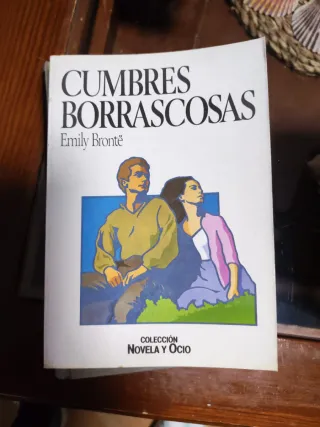 CUMBRES
BORRASCOSAS
Emily Brontë
COLECCIÓN
NOVELA Y OCIO